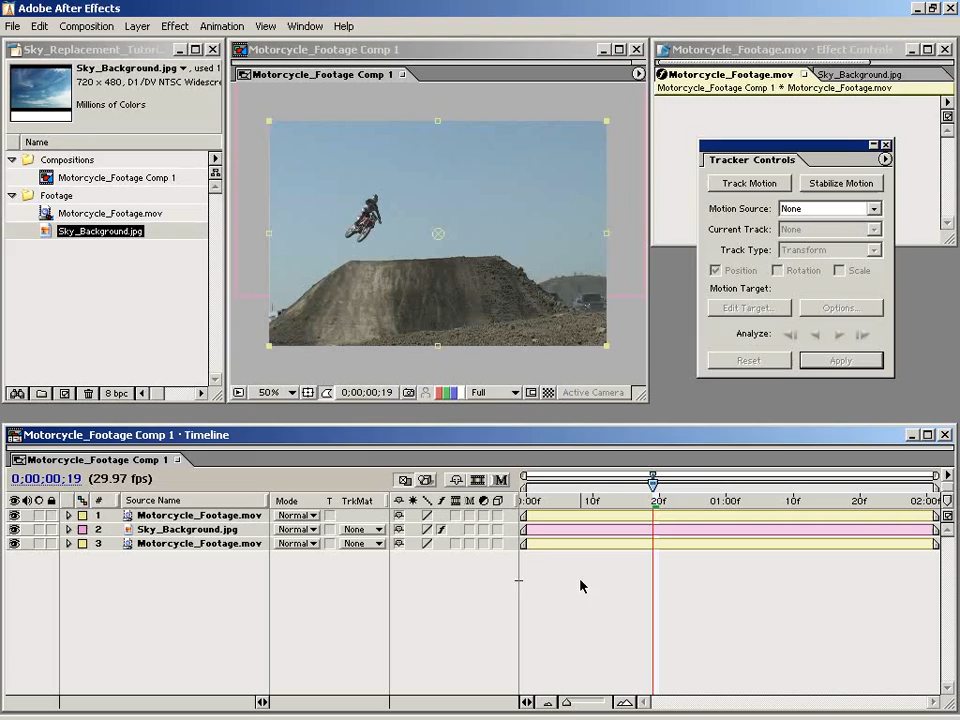 Adobe After Effects
File Edit Composition Layer Effect Animation View Window Help
Sky_Replacement_Tutori...
Sky_Background.jpg , used 1
720 x 480, D1/DV NTSC Widescre
Millions of Colors
Name
Compositions
Motorcycle_Footage Comp 1
Footage
Motorcycle_Footage.mov
Sky_Background.jpg
8 bpc
Motorcycle_Footage Comp 1
Motorcycle_Footage Comp 1
50% 0;00;00;19 Full Active Camera
Motorcycle_Footage.mov : Effect Controls
Motorcycle_Footage.mov Sky_Background.jpg
Motorcycle_Footage Comp 1 * Motorcycle_Footage.mov
Tracker Controls
Track Motion Stabilize Motion
Motion Source: None
Current Track: None
Track Type: Transform
Position Rotation Scale
Motion Target:
Edit Target... Options...
Analyze:
Reset Apply
Motorcycle_Footage Comp 1 • Timeline
Motorcycle_Footage Comp 1
0;00;00;19 (29.97 fps)
# Source Name Mode T TrkMat 0:00f 10f 20f 01:00f 10f 20f 02:00f
1 Motorcycle_Footage.mov Normal
2 Sky_Background.jpg Normal None
3 Motorcycle_Footage.mov Normal None